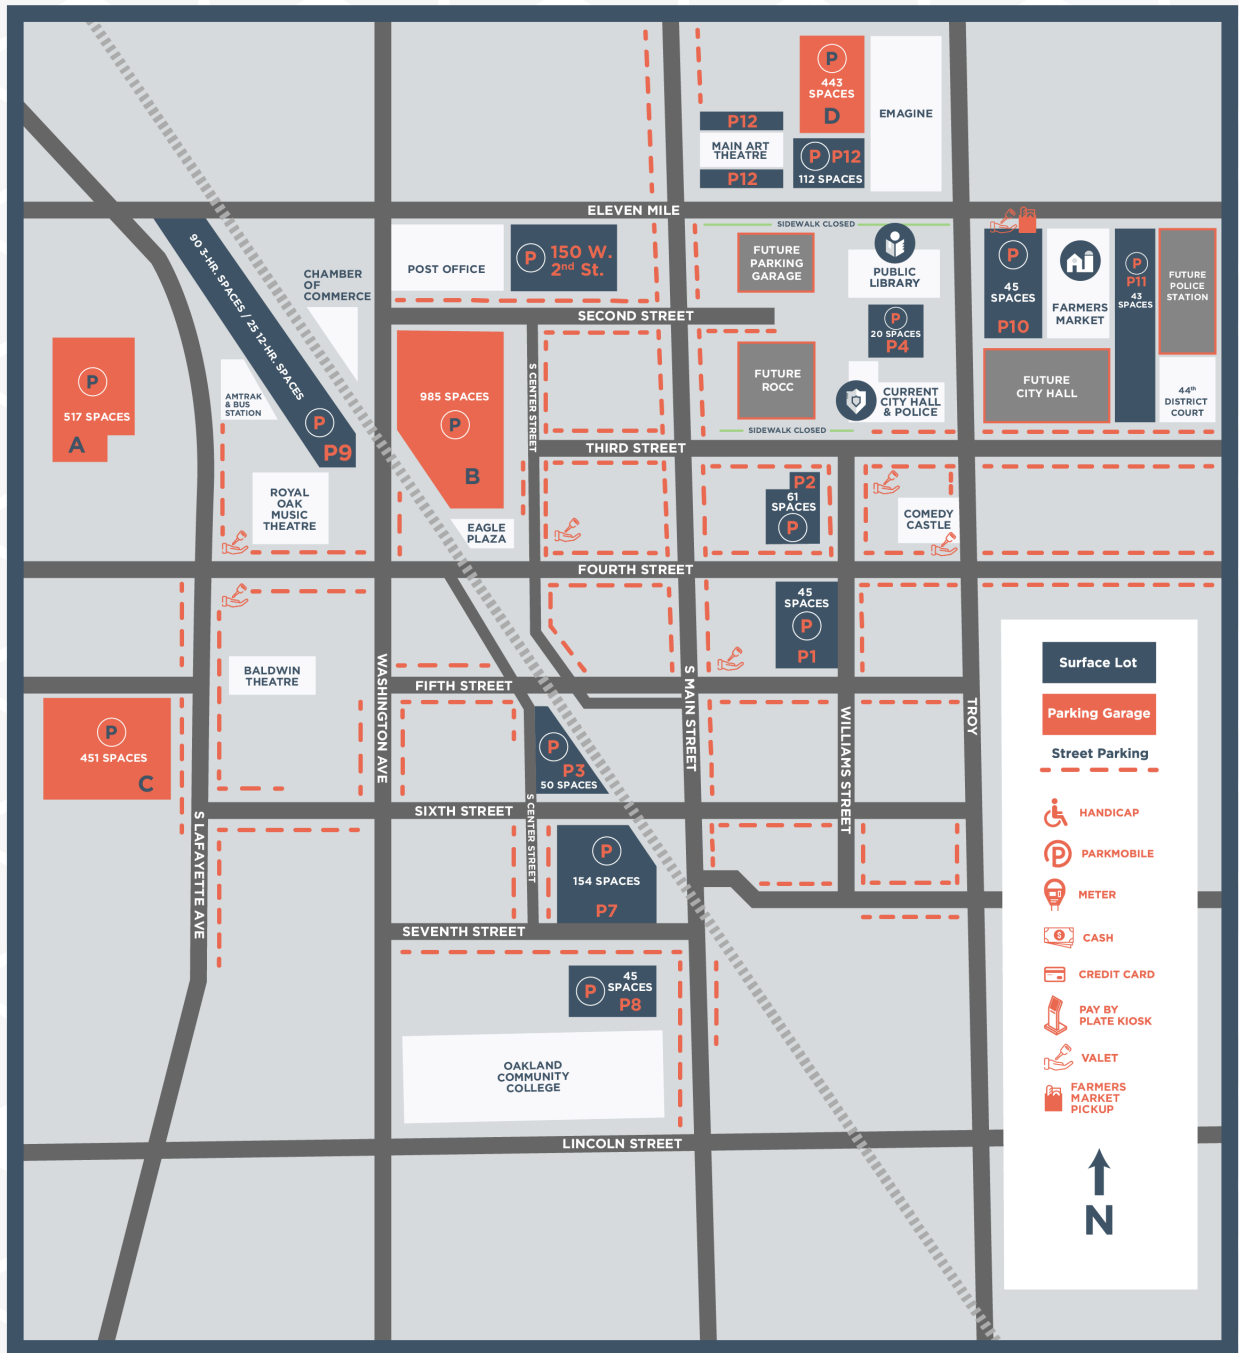 P
443
SPACES
D
EMAGINE
P12
MAIN ART
THEATRE
P12
P
P12
112 SPACES
ELEVEN MILE
SIDEWALK CLOSED
90 3-HR. SPACES / 25 12-HR. SPACES
P
P9
CHAMBER
OF
COMMERCE
POST OFFICE
P
150 W.
2nd St.
FUTURE
PARKING
GARAGE
PUBLIC
LIBRARY
P
45
SPACES
P10
FARMERS
MARKET
P
P11
43
SPACES
FUTURE
POLICE
STATION
SECOND STREET
P
20 SPACES
P4
P
517 SPACES
A
AMTRAK
& BUS
STATION
985 SPACES
P
B
S CENTER STREET
FUTURE
ROCC
CURRENT
CITY HALL
& POLICE
FUTURE
CITY HALL
44th
DISTRICT
COURT
SIDEWALK CLOSED
THIRD STREET
ROYAL
OAK
MUSIC
THEATRE
EAGLE
PLAZA
P2
61
SPACES
P
COMEDY
CASTLE
FOURTH STREET
45
SPACES
P
P1
BALDWIN
THEATRE
WASHINGTON AVE
FIFTH STREET
S MAIN STREET
WILLIAMS STREET
TROY
P
451 SPACES
C
P
P3
50 SPACES
S LAFAYETTE AVE
SIXTH STREET
S CENTER STREET
P
154 SPACES
P7
SEVENTH STREET
P
45
SPACES
P8
OAKLAND
COMMUNITY
COLLEGE
LINCOLN STREET
Surface Lot
Parking Garage
Street Parking
HANDICAP
PARKMOBILE
METER
CASH
CREDIT CARD
PAY BY
PLATE KIOSK
VALET
FARMERS
MARKET
PICKUP
N